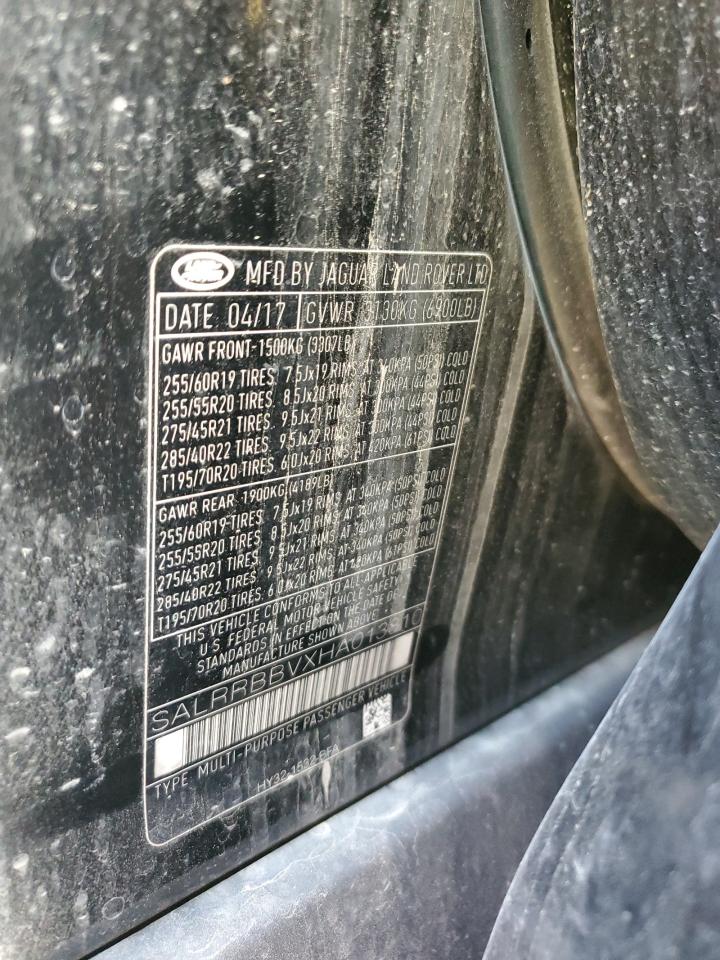 LAND ROVER
MFD BY JAGUAR LAND ROVER LTD
DATE 04/17 GVWR 3130KG (6900LB)
GAWR FRONT-1500KG (3307LB)
255/60R19 TIRES 7.5Jx19 RIMS AT 340KPA (50PSI) COLD
255/55R20 TIRES 8.5Jx20 RIMS AT 300KPA (44PSI) COLD
275/45R21 TIRES 9.5Jx21 RIMS AT 300KPA (44PSI) COLD
285/40R22 TIRES 9.5Jx22 RIMS AT 300KPA (44PSI) COLD
T195/70R20 TIRES 6.0Jx20 RIMS AT 420KPA (61PSI) COLD
GAWR REAR 1900KG (4189LB)
255/60R19 TIRES 7.5Jx19 RIMS AT 340KPA (50PSI) COLD
255/55R20 TIRES 8.5Jx20 RIMS AT 340KPA (50PSI) COLD
275/45R21 TIRES 9.5Jx21 RIMS AT 340KPA (50PSI) COLD
285/40R22 TIRES 9.5Jx22 RIMS AT 340KPA (50PSI) COLD
T195/70R20 TIRES 6.0Jx20 RIMS AT 420KPA (61PSI) COLD
THIS VEHICLE CONFORMS TO ALL APPLICABLE
U S FEDERAL MOTOR VEHICLE SAFETY
STANDARDS IN EFFECT ON THE DATE OF
MANUFACTURE SHOWN ABOVE
TYPE MULTI-PURPOSE PASSENGER VEHICLE